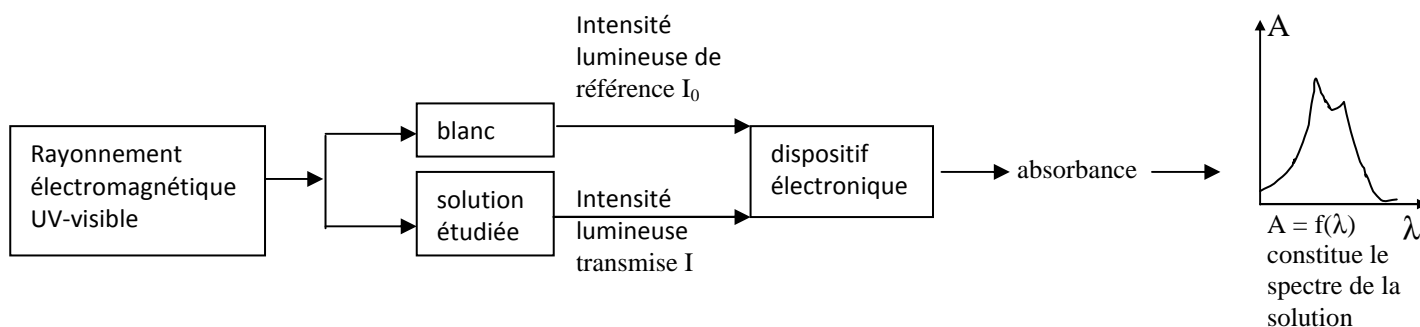 Rayonnement
électromagnétique
UV-visible
blanc
solution
étudiée
Intensité
lumineuse de
référence I₀
Intensité
lumineuse
transmise I
dispositif
électronique
absorbance
A
λ
A = f(λ)
constitue le
spectre de la
solution